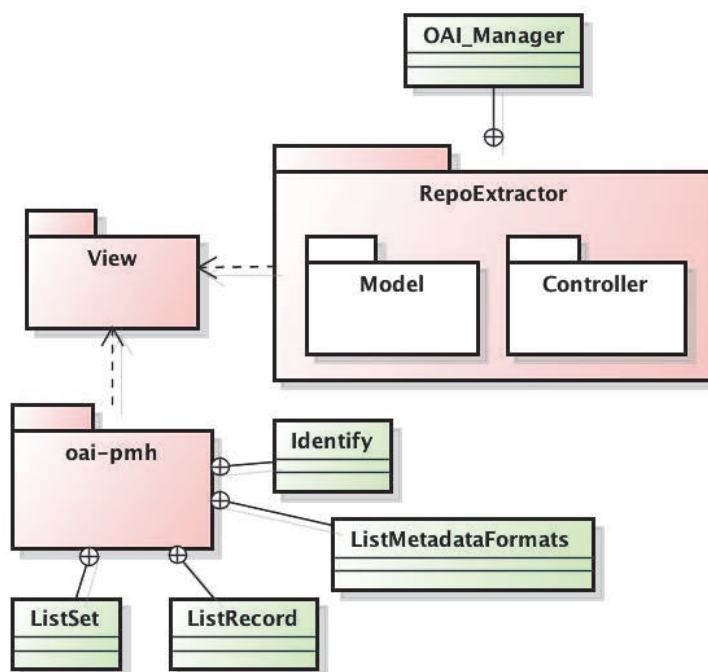 OAI_Manager
RepoExtractor
View
Model
Controller
oai-pmh
Identify
ListMetadataFormats
ListSet
ListRecord